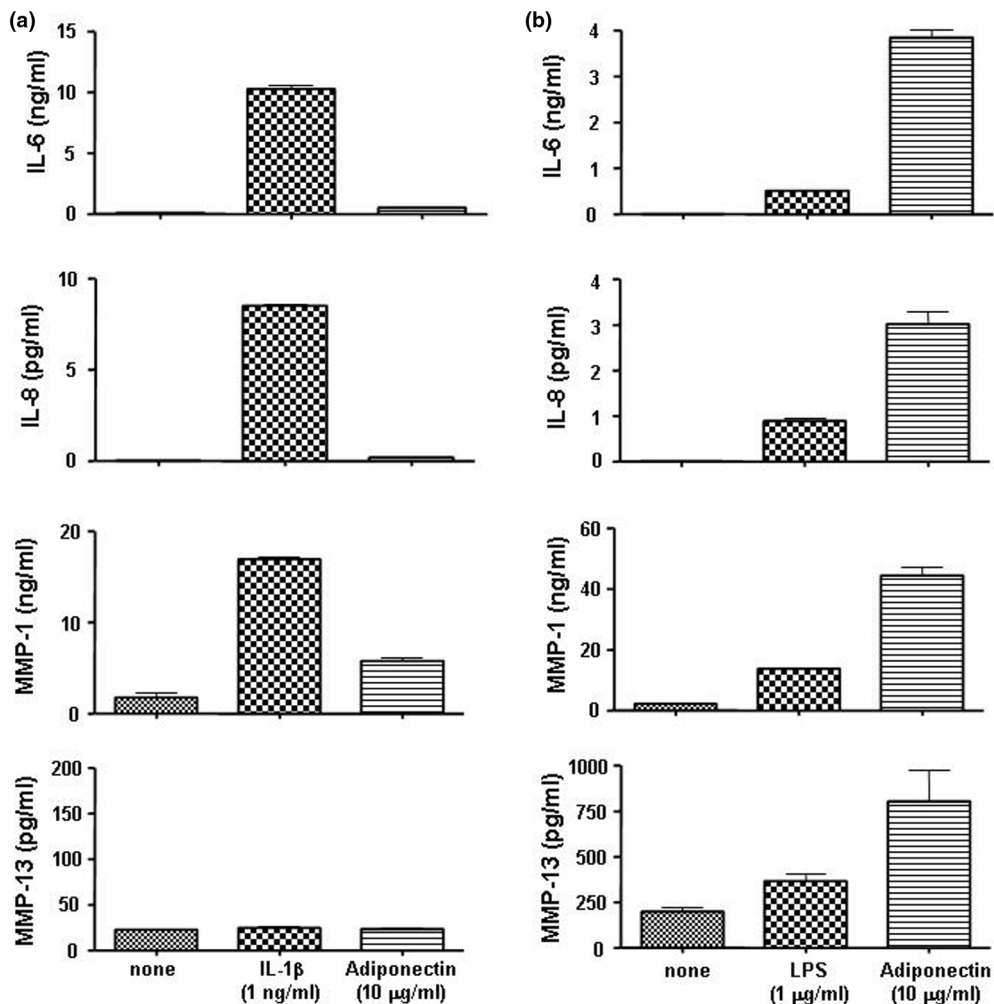 (a)
IL-6 (ng/ml)
15
10
5
0
IL-8 (pg/ml)
10
5
0
MMP-1 (ng/ml)
20
10
0
MMP-13 (pg/ml)
200
150
100
50
0
none
IL-1β
(1 ng/ml)
Adiponectin
(10 μg/ml)
(b)
IL-6 (ng/ml)
4
4
3
2
1
0
IL-8 (pg/ml)
4
3
2
1
0
MMP-1 (ng/ml)
60
40
20
0
MMP-13 (pg/ml)
1000
750
500
250
0
none
LPS
(1 μg/ml)
Adiponectin
(10 μg/ml)